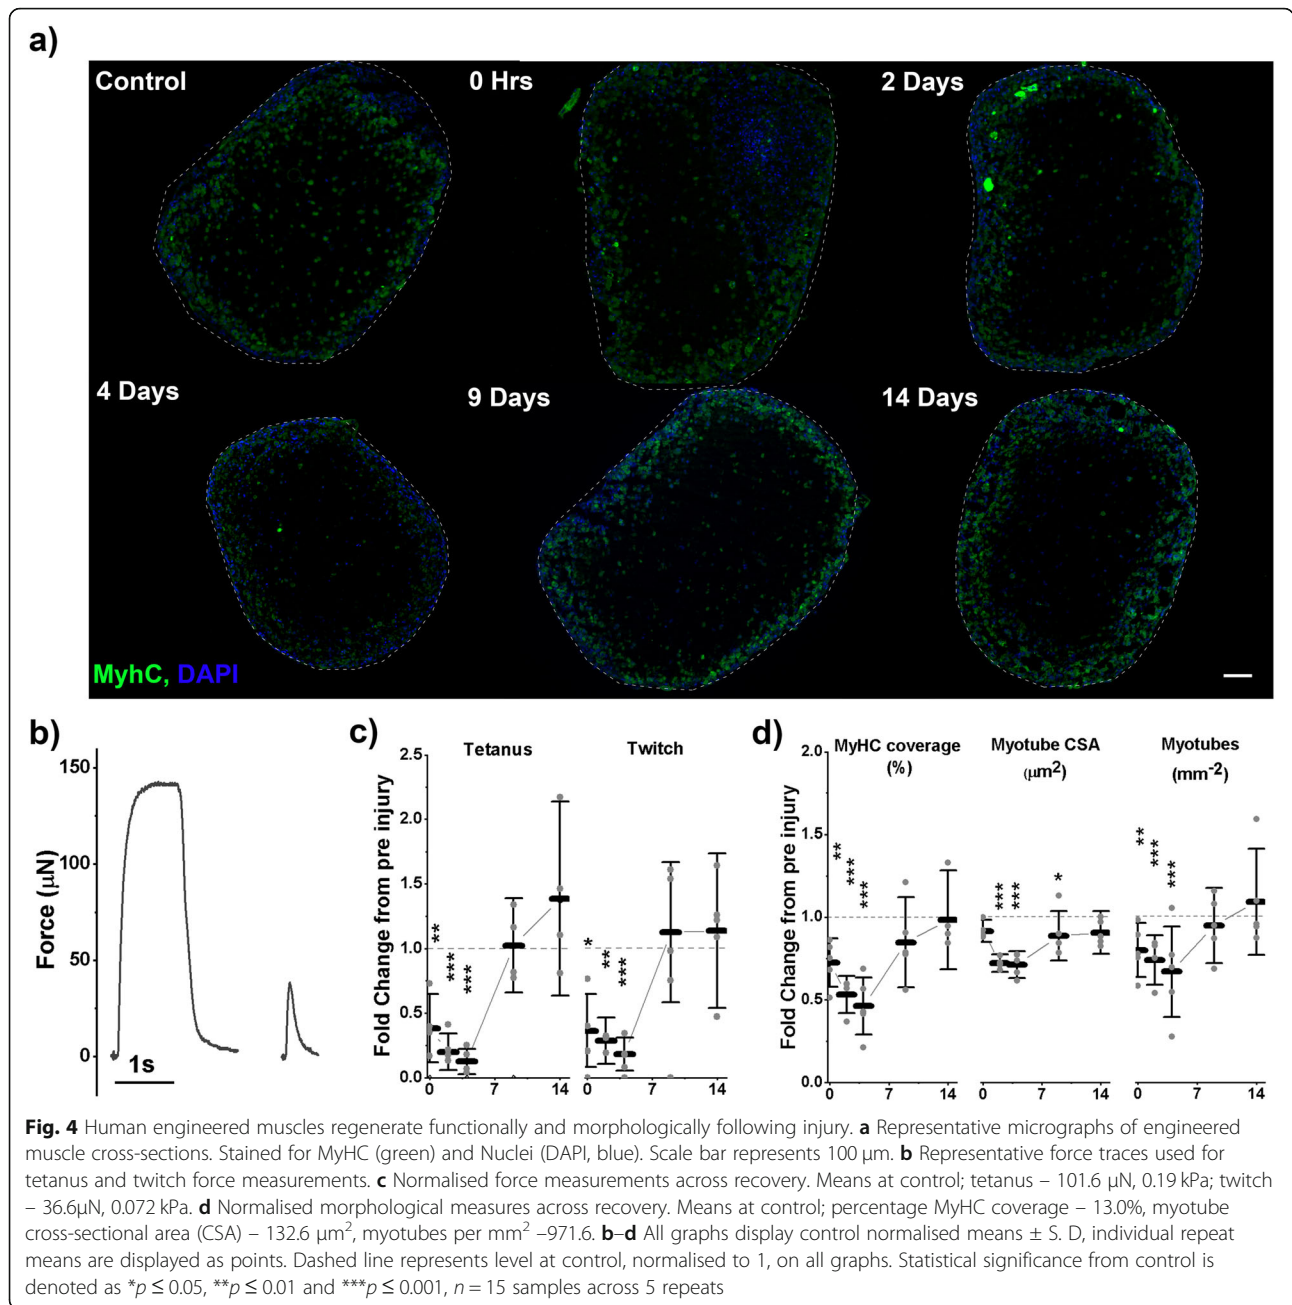 a)
Control
0 Hrs
2 Days
4 Days
9 Days
14 Days
MyhC, DAPI
b)
150
100
50
0
Force (µN)
1s
c)
Tetanus
Twitch
Fold Change from pre injury
2.5
2.0
1.5
1.0
0.5
0.0
**
***
***
*
**
***
0
7
14
0
7
14
d)
MyHC coverage
(%)
Myotube CSA
(µm²)
Myotubes
(mm⁻²)
Fold Change from pre injury
2.0
1.5
1.0
0.5
0.0
**
***
***
***
***
*
**
***
***
0
7
14
0
7
14
0
7
14
Fig. 4 Human engineered muscles regenerate functionally and morphologically following injury. a Representative micrographs of engineered
muscle cross-sections. Stained for MyHC (green) and Nuclei (DAPI, blue). Scale bar represents 100 µm. b Representative force traces used for
tetanus and twitch force measurements. c Normalised force measurements across recovery. Means at control; tetanus – 101.6 µN, 0.19 kPa; twitch
– 36.6µN, 0.072 kPa. d Normalised morphological measures across recovery. Means at control; percentage MyHC coverage – 13.0%, myotube
cross-sectional area (CSA) – 132.6 µm², myotubes per mm² –971.6. b–d All graphs display control normalised means ± S. D, individual repeat
means are displayed as points. Dashed line represents level at control, normalised to 1, on all graphs. Statistical significance from control is
denoted as *p ≤ 0.05, **p ≤ 0.01 and ***p ≤ 0.001, n = 15 samples across 5 repeats